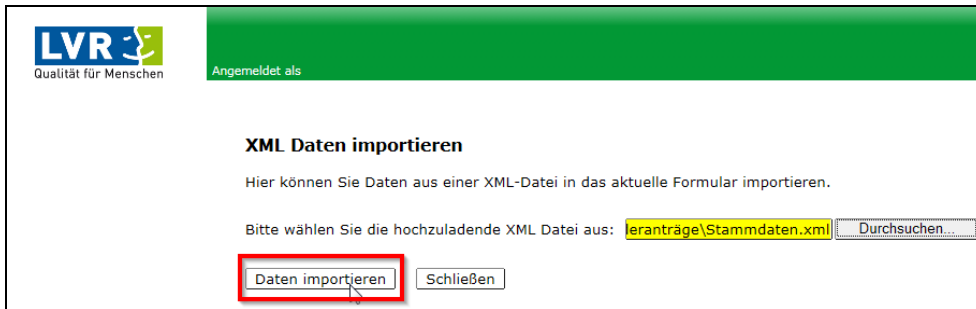 LVR
Qualität für Menschen
Angemeldet als
XML Daten importieren
Hier können Sie Daten aus einer XML-Datei in das aktuelle Formular importieren.
Bitte wählen Sie die hochzuladende XML Datei aus: leranträge\Stammdaten.xml Durchsuchen...
Daten importieren Schließen